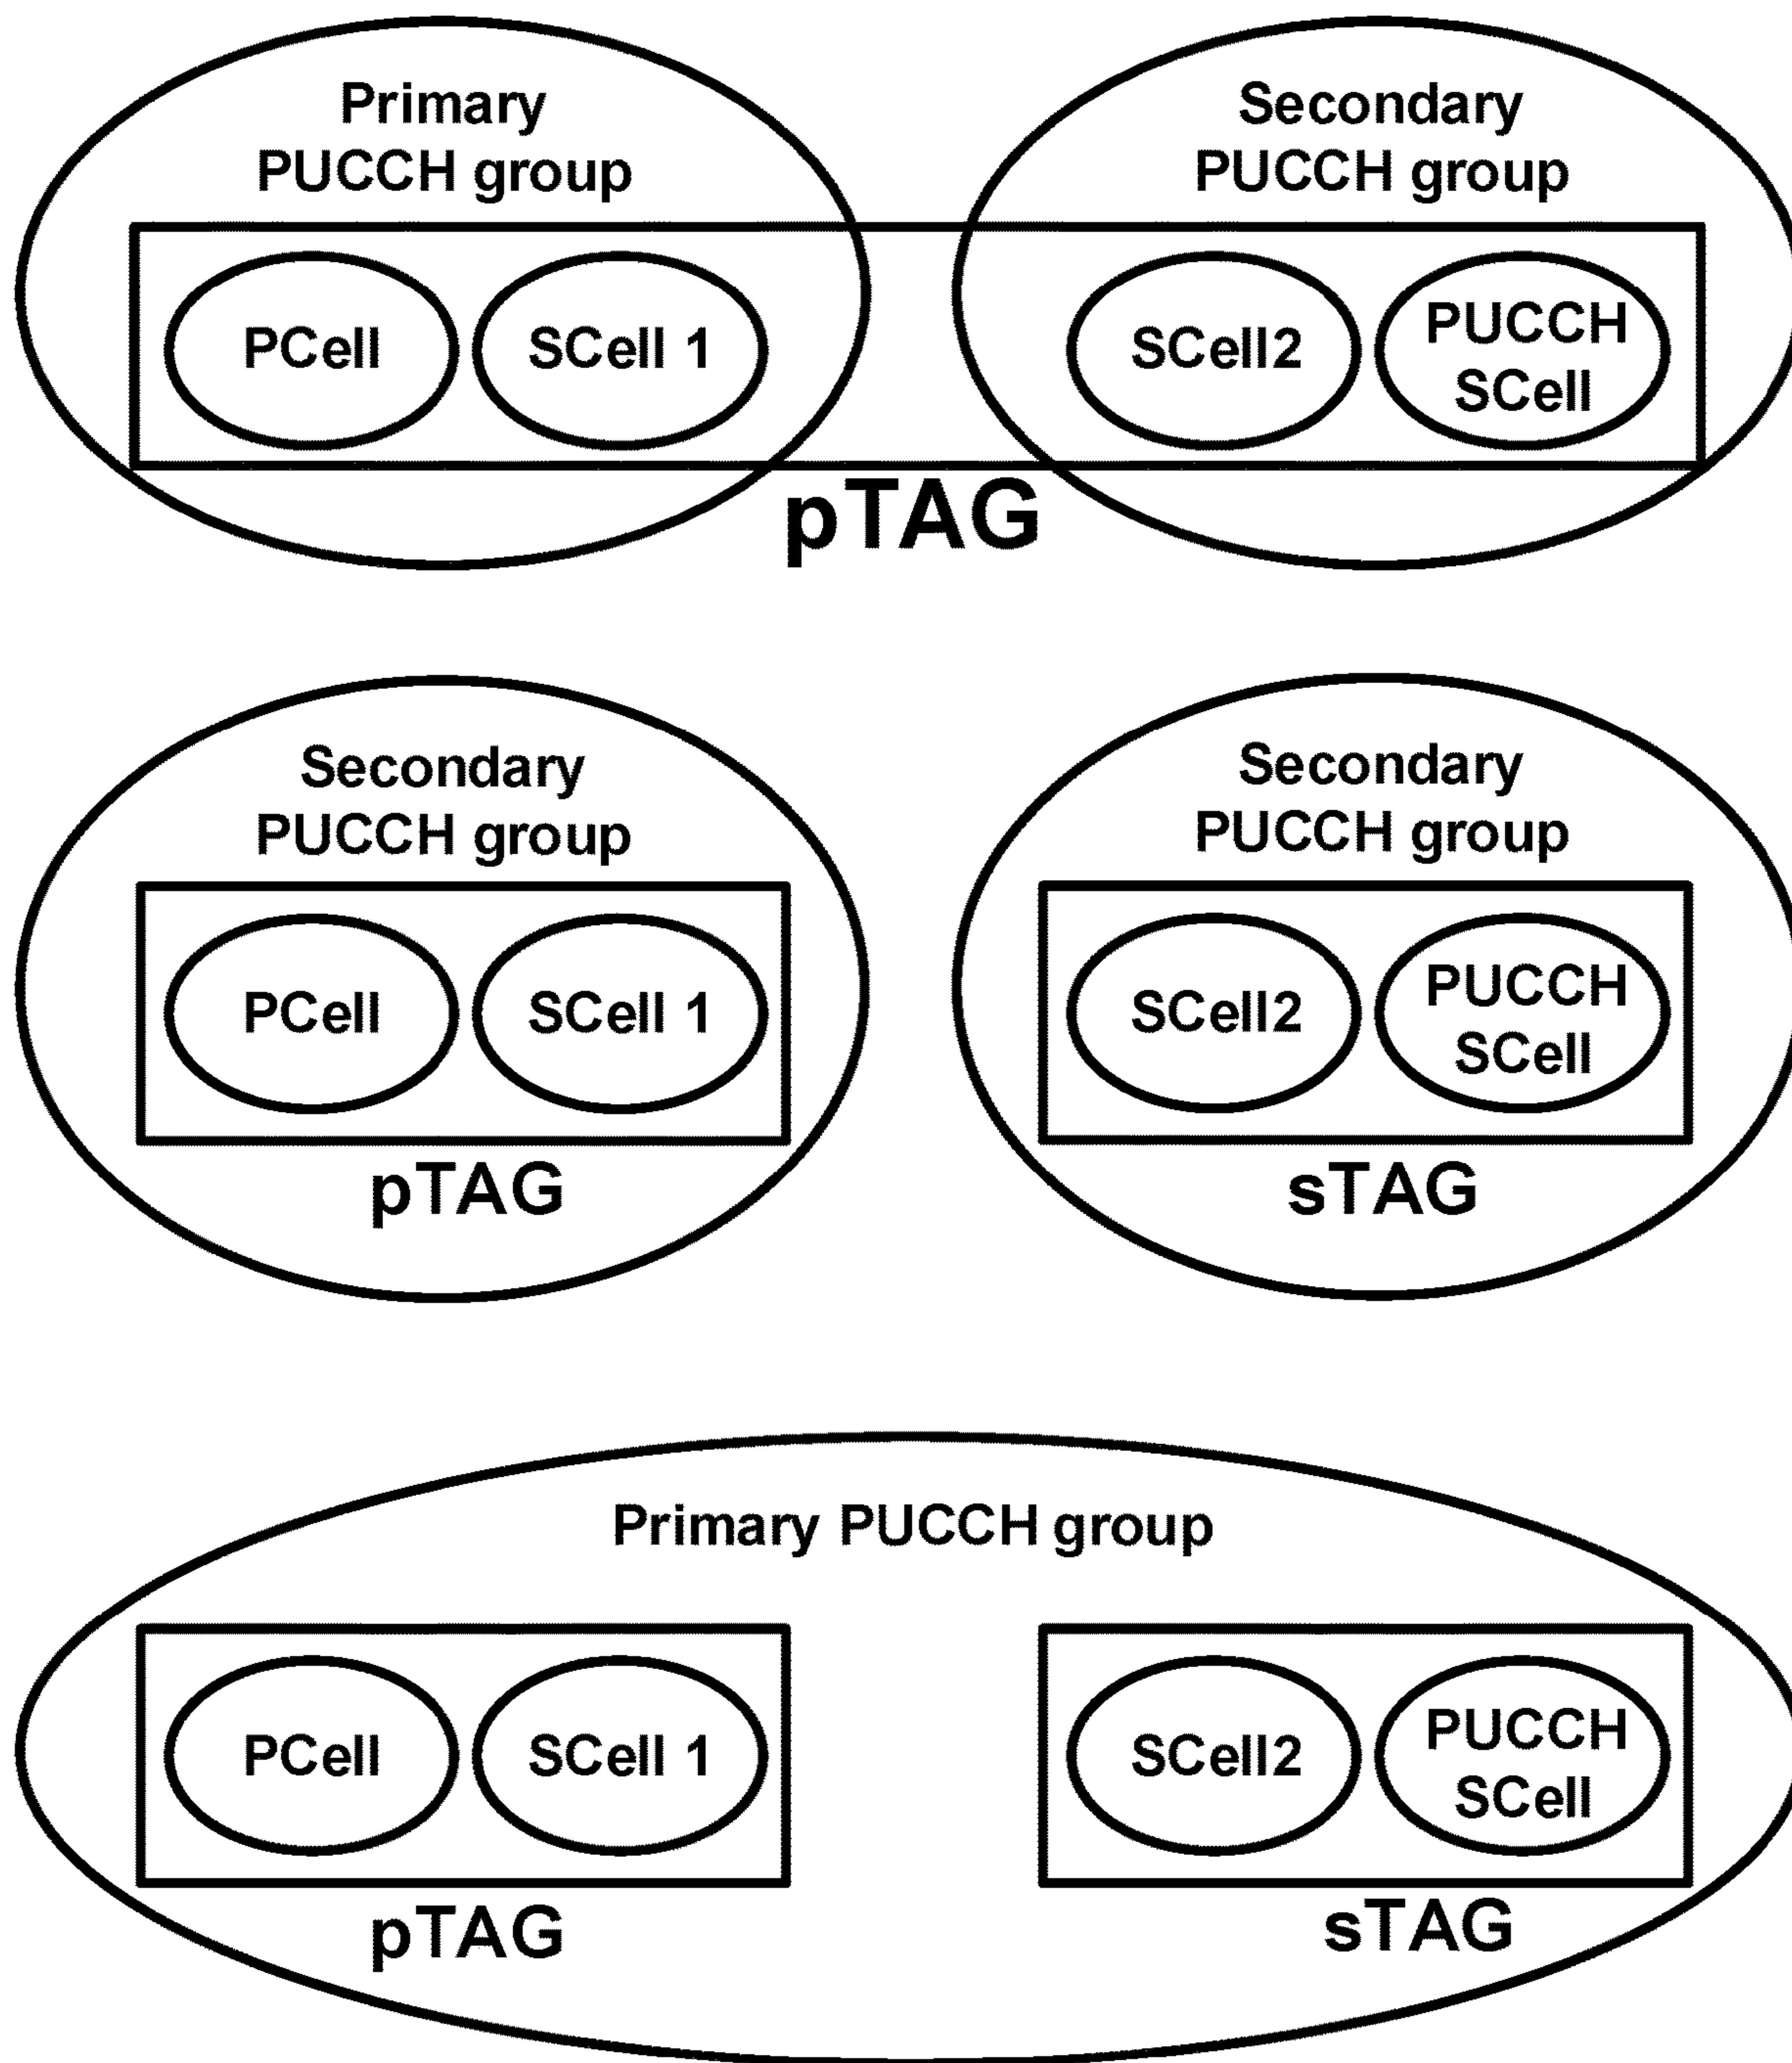 Primary
PUCCH group
Secondary
PUCCH group
PCell
SCell 1
SCell2
PUCCH
SCell
pTAG
Secondary
PUCCH group
Secondary
PUCCH group
PCell
SCell 1
SCell2
PUCCH
SCell
pTAG
sTAG
Primary PUCCH group
PCell
SCell 1
SCell2
PUCCH
SCell
pTAG
sTAG